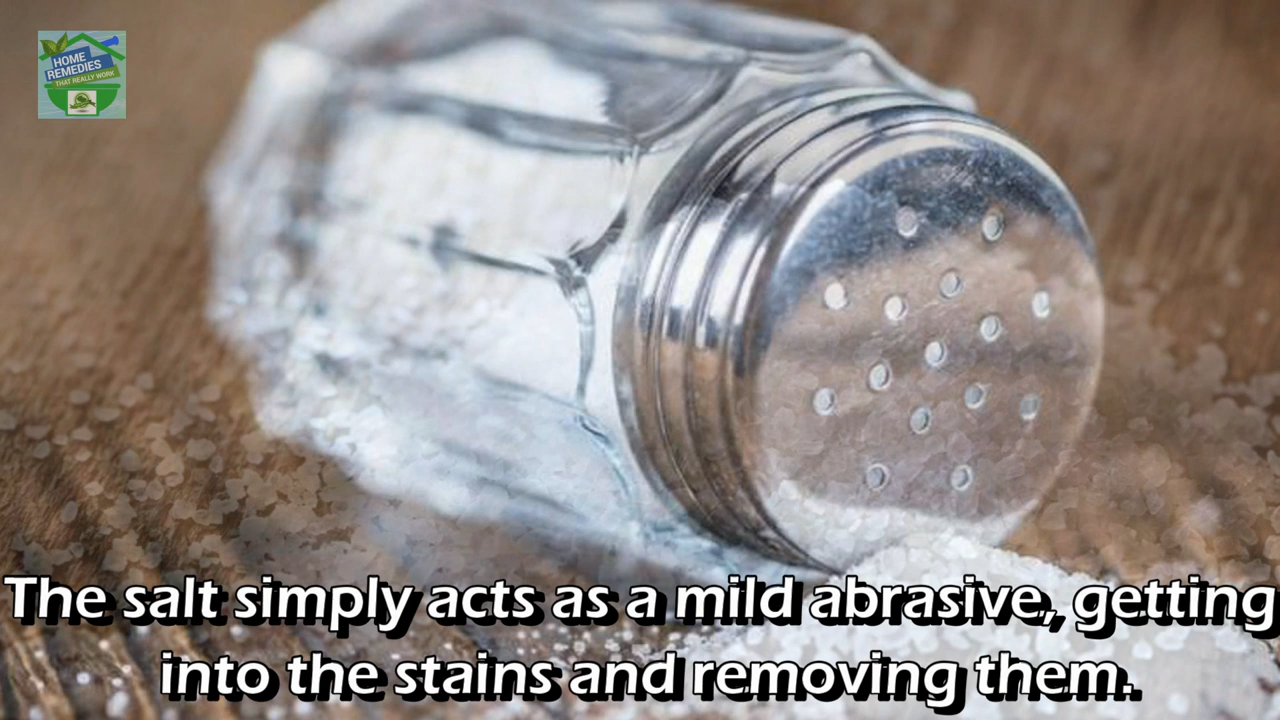 HOME
REMEDIES
THAT REALLY WORK
The salt simply acts as a mild abrasive, getting
into the stains and removing them.